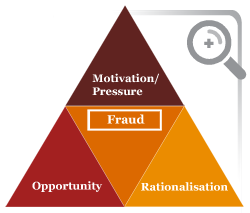 Motivation/
Pressure
Fraud
Opportunity
Rationalisation